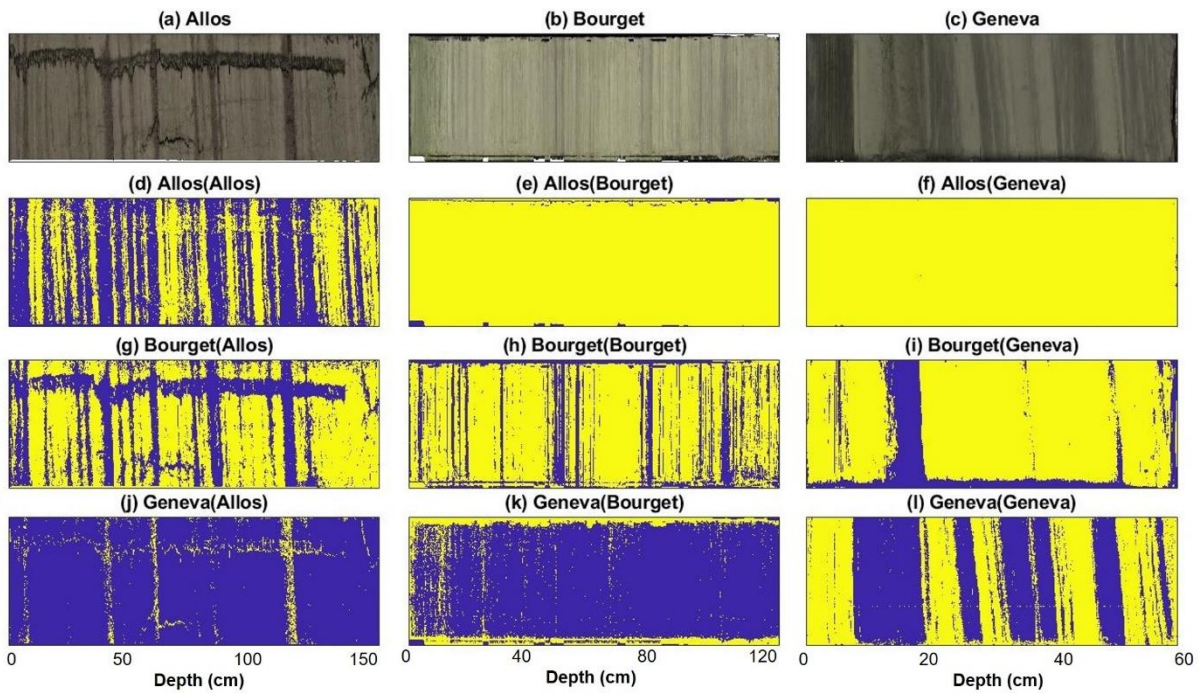 (a) Allos (b) Bourget (c) Geneva
(d) Allos(Allos) (e) Allos(Bourget) (f) Allos(Geneva)
(g) Bourget(Allos) (h) Bourget(Bourget) (i) Bourget(Geneva)
(j) Geneva(Allos) (k) Geneva(Bourget) (l) Geneva(Geneva)
0 50 100 150 0 40 80 120 0 20 40 60
Depth (cm) Depth (cm) Depth (cm)